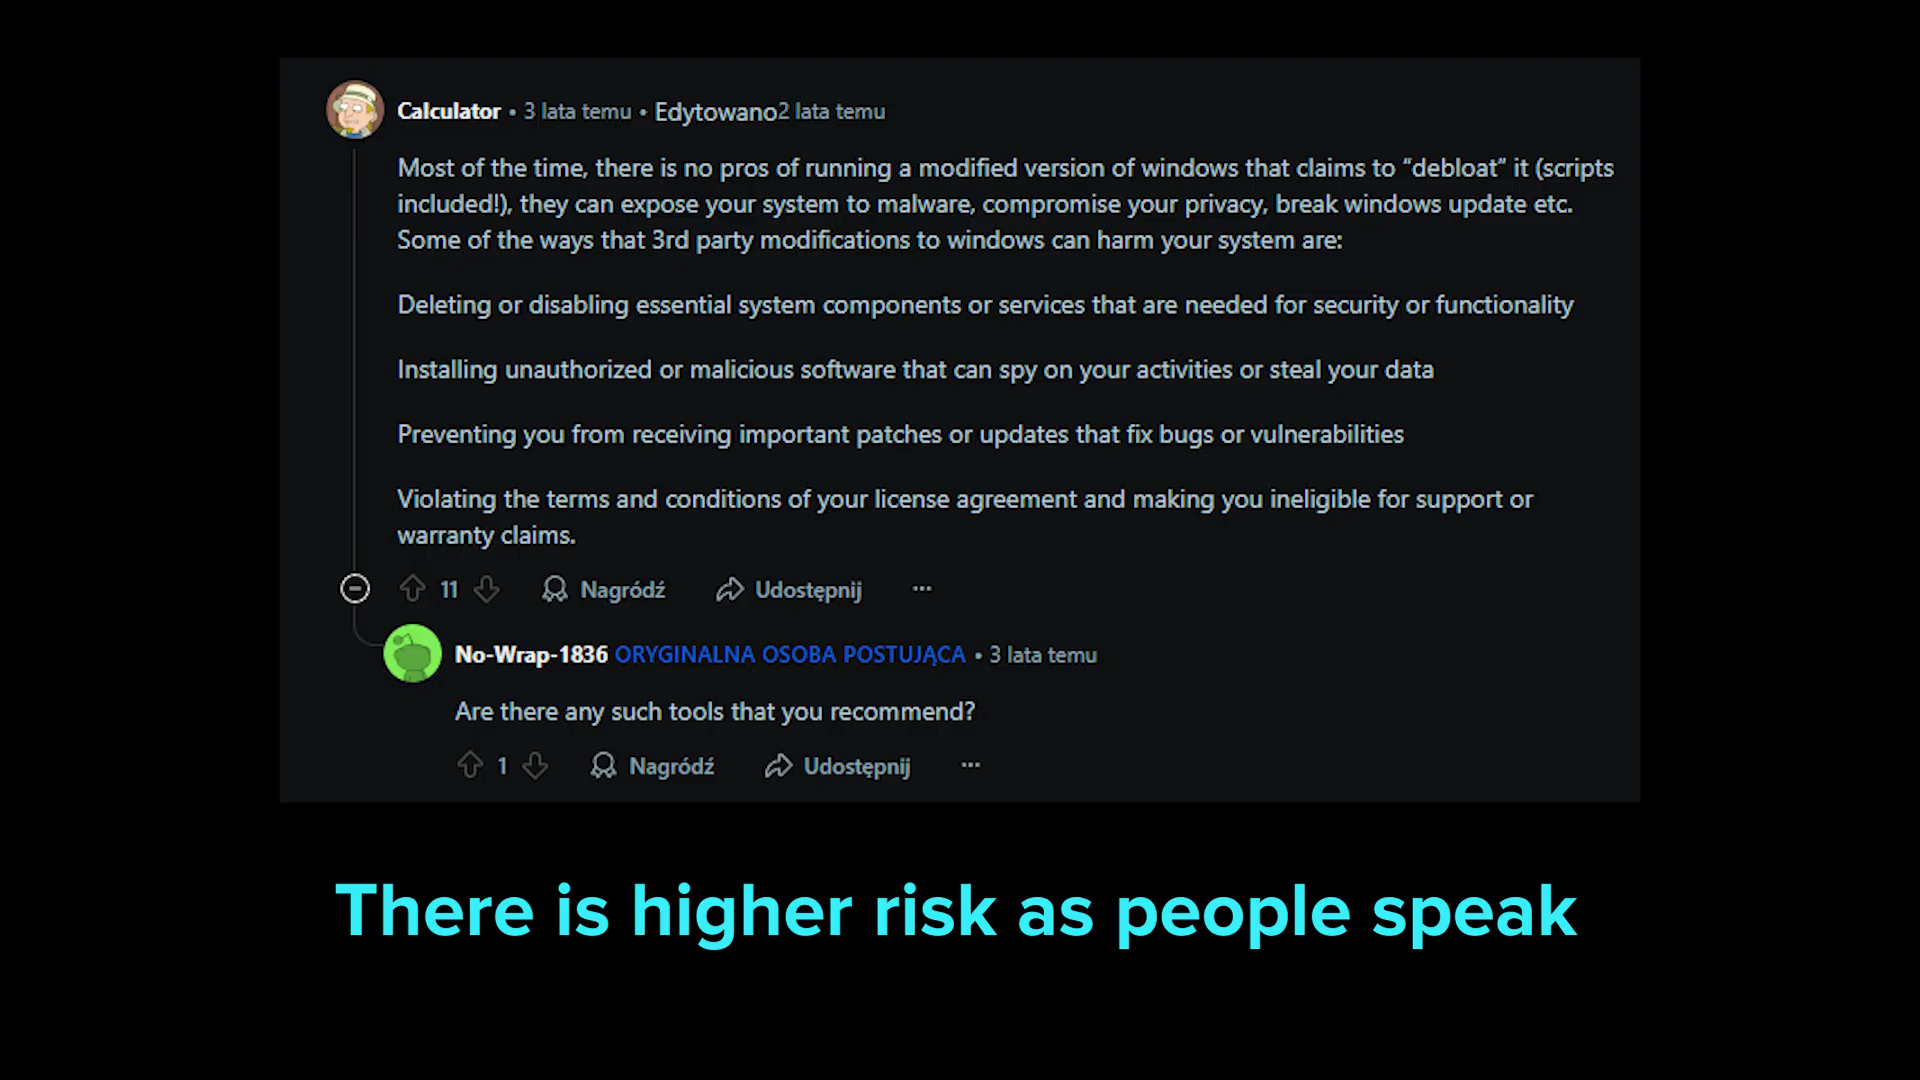 Calculator • 3 lata temu • Edytowano2 lata temu
Most of the time, there is no pros of running a modified version of windows that claims to “debloat” it (scripts
included!), they can expose your system to malware, compromise your privacy, break windows update etc.
Some of the ways that 3rd party modifications to windows can harm your system are:
Deleting or disabling essential system components or services that are needed for security or functionality
Installing unauthorized or malicious software that can spy on your activities or steal your data
Preventing you from receiving important patches or updates that fix bugs or vulnerabilities
Violating the terms and conditions of your license agreement and making you ineligible for support or
warranty claims.
11 Nagródź Udostępnij ...
No-Wrap-1836 ORYGINALNA OSOBA POSTUJĄCA • 3 lata temu
Are there any such tools that you recommend?
1 Nagródź Udostępnij ...
There is higher risk as people speak